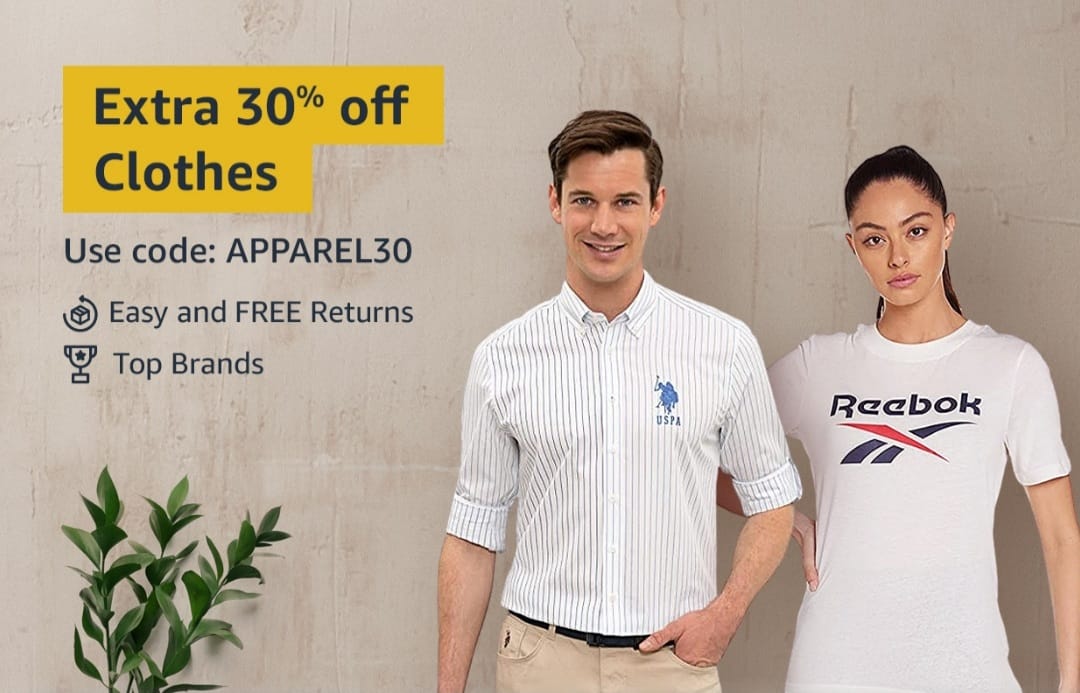 Extra 30% off
Clothes
Use code: APPAREL30
Easy and FREE Returns
Top Brands
USPA
Reebok